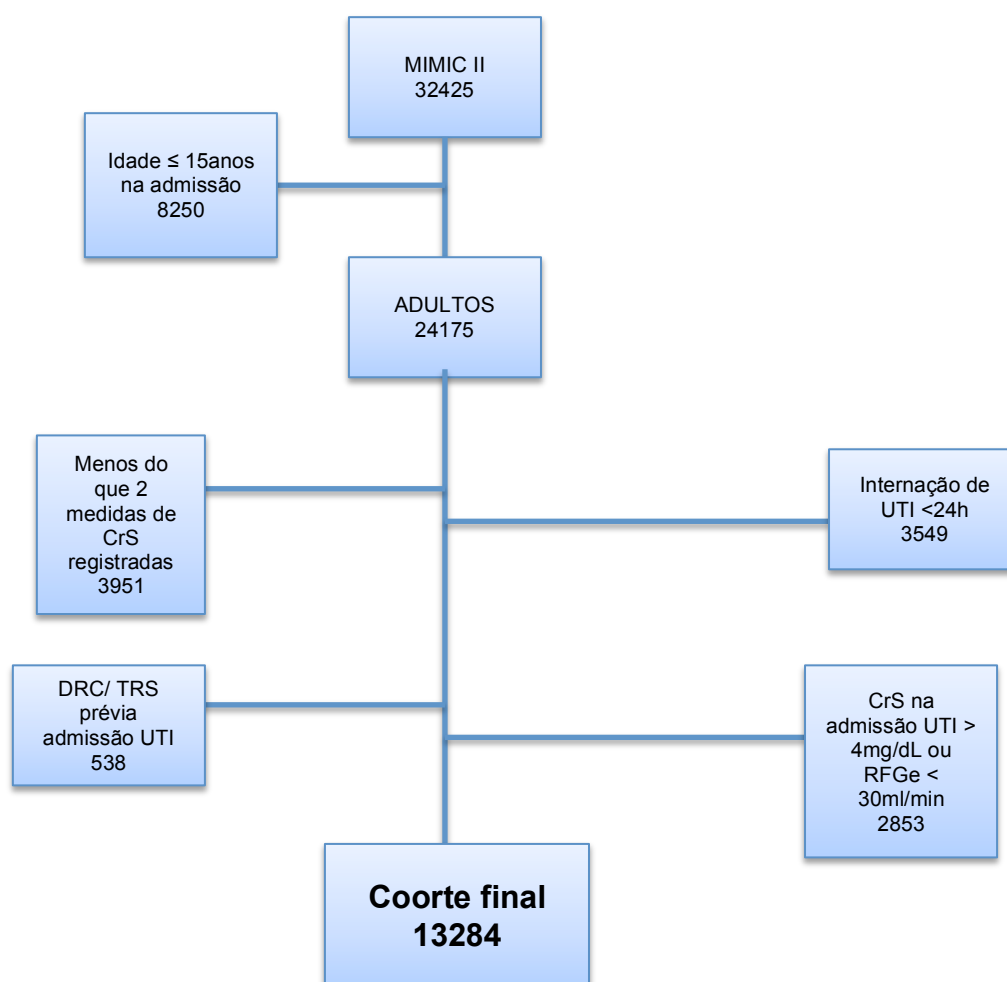 MIMIC II
32425
Idade ≤ 15anos
na admissão
8250
ADULTOS
24175
Menos do
que 2
medidas de
CrS
registradas
3951
Internação de
UTI <24h
3549
DRC/ TRS
prévia
admissão UTI
538
CrS na
admissão UTI >
4mg/dL ou
RFGe <
30ml/min
2853
Coorte final
13284